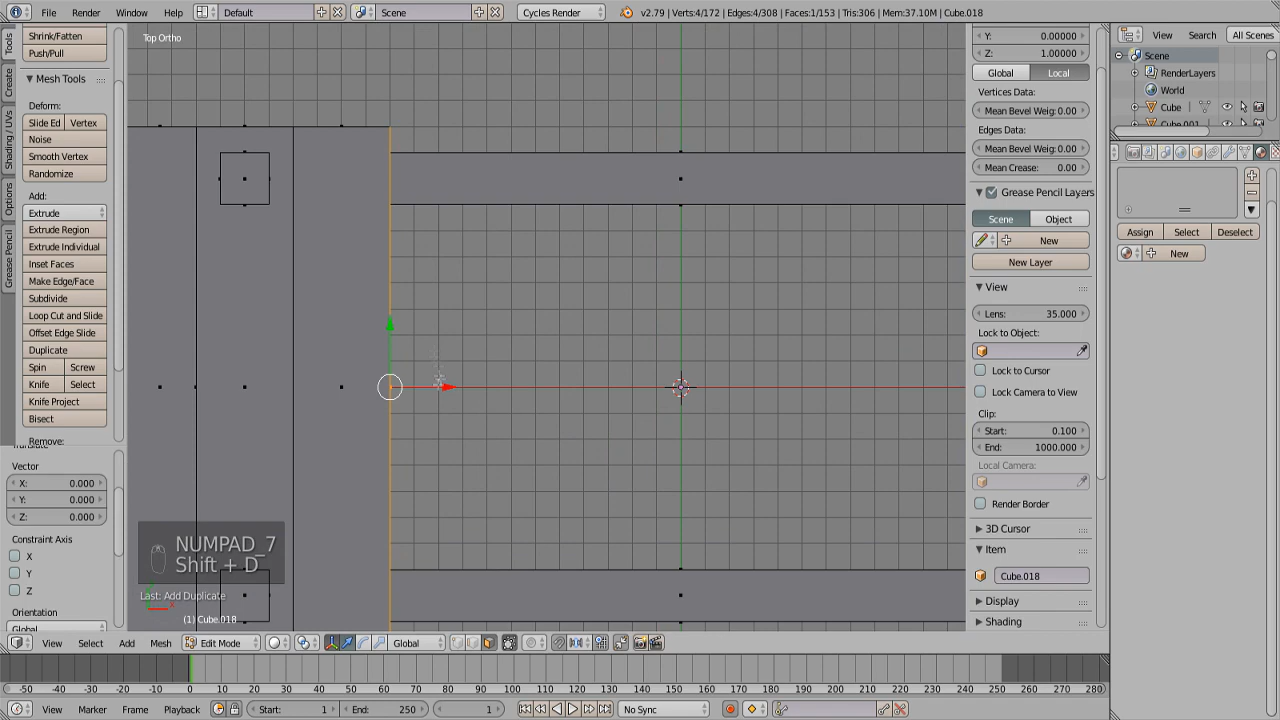 File Render Window Help Default Scene Cycles Render v2.79 | Verts:4/172 | Edges:4/308 | Faces:1/153 | Tris:306 | Mem:37.10M | Cube.018
Tools
Create
Shading / UVs
Options
Grease Pencil
Shrink/Fatten
Push/Pull
Mesh Tools
Deform:
Slide Ed Vertex
Noise
Smooth Vertex
Randomize
Add:
Extrude
Extrude Region
Extrude Individual
Inset Faces
Make Edge/Face
Subdivide
Loop Cut and Slide
Offset Edge Slide
Duplicate
Spin Screw
Knife Select
Knife Project
Bisect
Remove:
Translate
Vector
X: 0.000
Y: 0.000
Z: 0.000
Constraint Axis
X
Y
Z
Orientation
Global
Top Ortho
NUMPAD_7
Shift + D
Last: Add Duplicate
x
(1) Cube.018
View Select Add Mesh Edit Mode Global
Y: 0.00000
Z: 1.00000
Global Local
Vertices Data:
Mean Bevel Weig: 0.00
Edges Data:
Mean Bevel Weig: 0.00
Mean Crease: 0.00
Grease Pencil Layers
Scene Object
New
New Layer
View
Lens: 35.000
Lock to Object:
Lock to Cursor
Lock Camera to View
Clip:
Start: 0.100
End: 1000.000
Local Camera:
Render Border
3D Cursor
Item
Cube.018
Display
Shading
View Search All Scenes
Scene
RenderLayers
World
Cube
Cube.001
Assign Select Deselect
New
-50 -40 -30 -20 -10 0 10 20 30 40 50 60 70 80 90 100 110 120 130 140 150 160 170 180 190 200 210 220 230 240 250 260 270 280
View Marker Frame Playback Start: 1 End: 250 1 No Sync